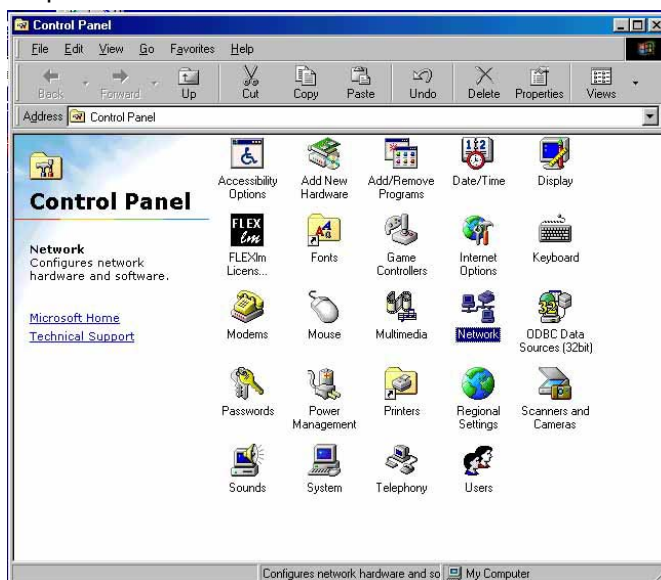 Control Panel
File Edit View Go Favorites Help
Back Forward Up Cut Copy Paste Undo Delete Properties Views
Address Control Panel
Control Panel
Network
Configures network
hardware and software.
Microsoft Home
Technical Support
Accessibility
Options
Add New
Hardware
Add/Remove
Programs
Date/Time
Display
FLEX
lm
FLEXlm
Licens...
Fonts
Game
Controllers
Internet
Options
Keyboard
Modems
Mouse
Multimedia
Network
ODBC Data
Sources (32bit)
Passwords
Power
Management
Printers
Regional
Settings
Scanners and
Cameras
Sounds
System
Telephony
Users
Configures network hardware and so My Computer